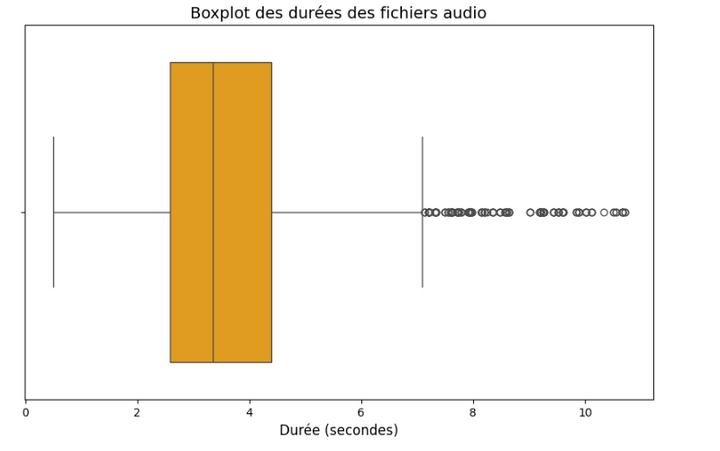 Boxplot des durées des fichiers audio
0 2 4 6 8 10
Durée (secondes)